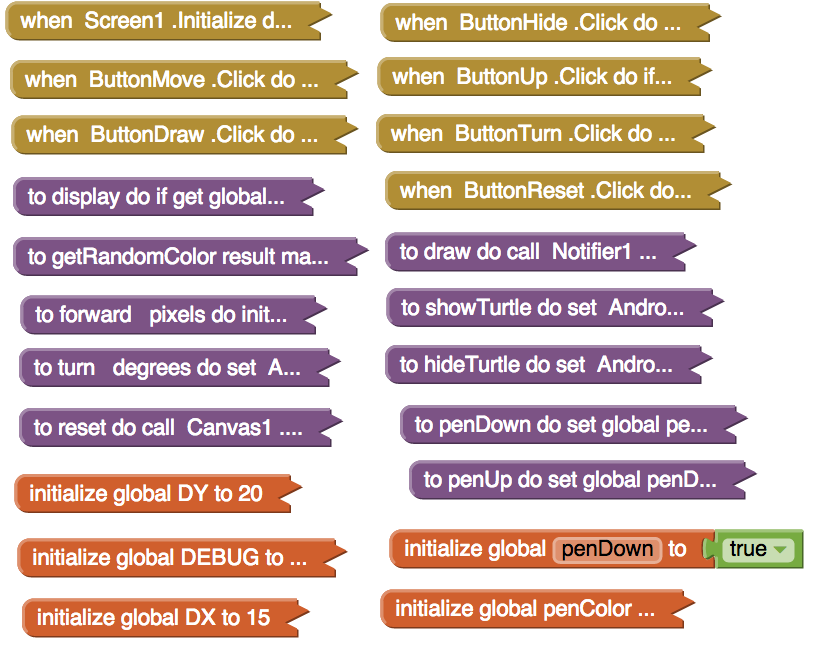 when Screen1 .Initialize d...
when ButtonHide .Click do ...
when ButtonMove .Click do ...
when ButtonUp .Click do if...
when ButtonDraw .Click do ...
when ButtonTurn .Click do ...
to display do if get global...
when ButtonReset .Click do...
to getRandomColor result ma...
to draw do call Notifier1 ...
to forward pixels do init...
to showTurtle do set Andro...
to turn degrees do set A...
to hideTurtle do set Andro...
to reset do call Canvas1 ....
to penDown do set global pe...
to penUp do set global penD...
initialize global DY to 20
initialize global DEBUG to ...
initialize global penDown to true
initialize global DX to 15
initialize global penColor ...